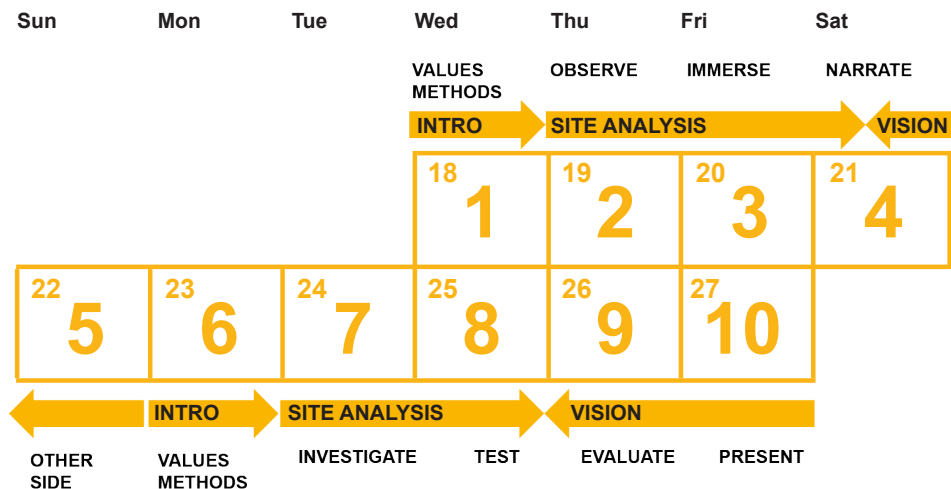 Sun Mon Tue Wed Thu Fri Sat
VALUES OBSERVE IMMERSE NARRATE
METHODS
INTRO SITE ANALYSIS VISION
18 19 20 21
1 2 3 4
22 23 24 25 26 27
5 6 7 8 9 10
INTRO SITE ANALYSIS VISION
OTHER VALUES INVESTIGATE TEST EVALUATE PRESENT
SIDE METHODS